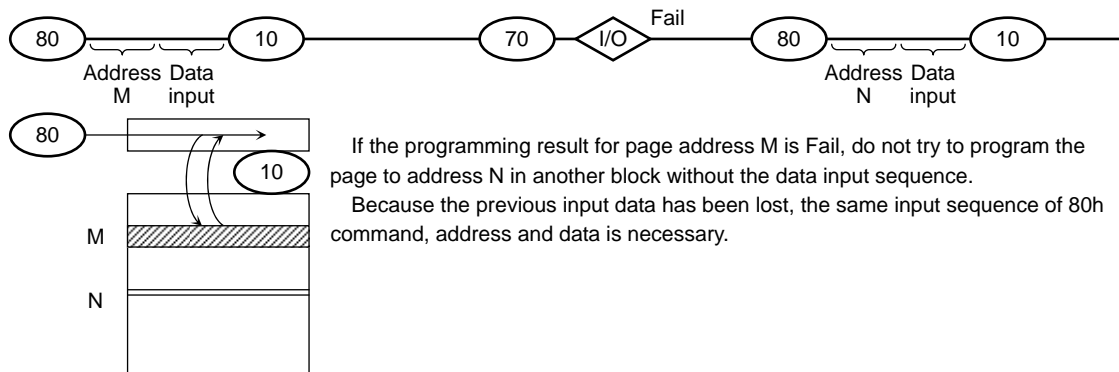 Fail
80 10 70 I/O 80 10
Address Data Address Data
M input N input
80
10
If the programming result for page address M is Fail, do not try to program the
page to address N in another block without the data input sequence.
Because the previous input data has been lost, the same input sequence of 80h
command, address and data is necessary.
M
N